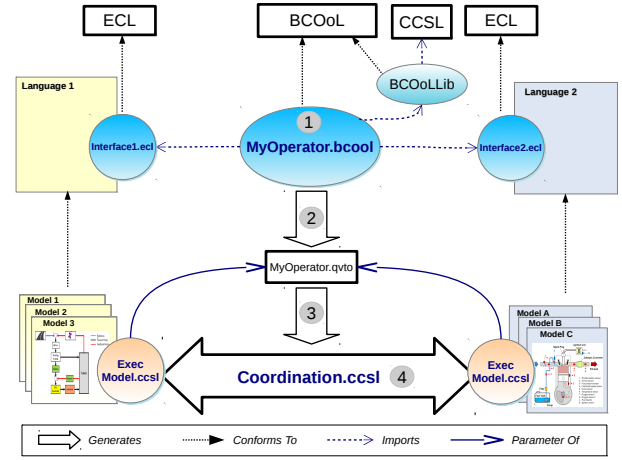 ECL
BCOoL
CCSL
ECL
BCOoLLib
Language 1
Language 2
1
Interface1.ecl
MyOperator.bcool
Interface2.ecl
2
MyOperator.qvto
Model 1
Model 2
Model 3
3
Model A
Model B
Model C
Exec
Model.ccsl
Coordination.ccsl
4
Exec
Model.ccsl
Generates
Conforms To
Imports
Parameter Of